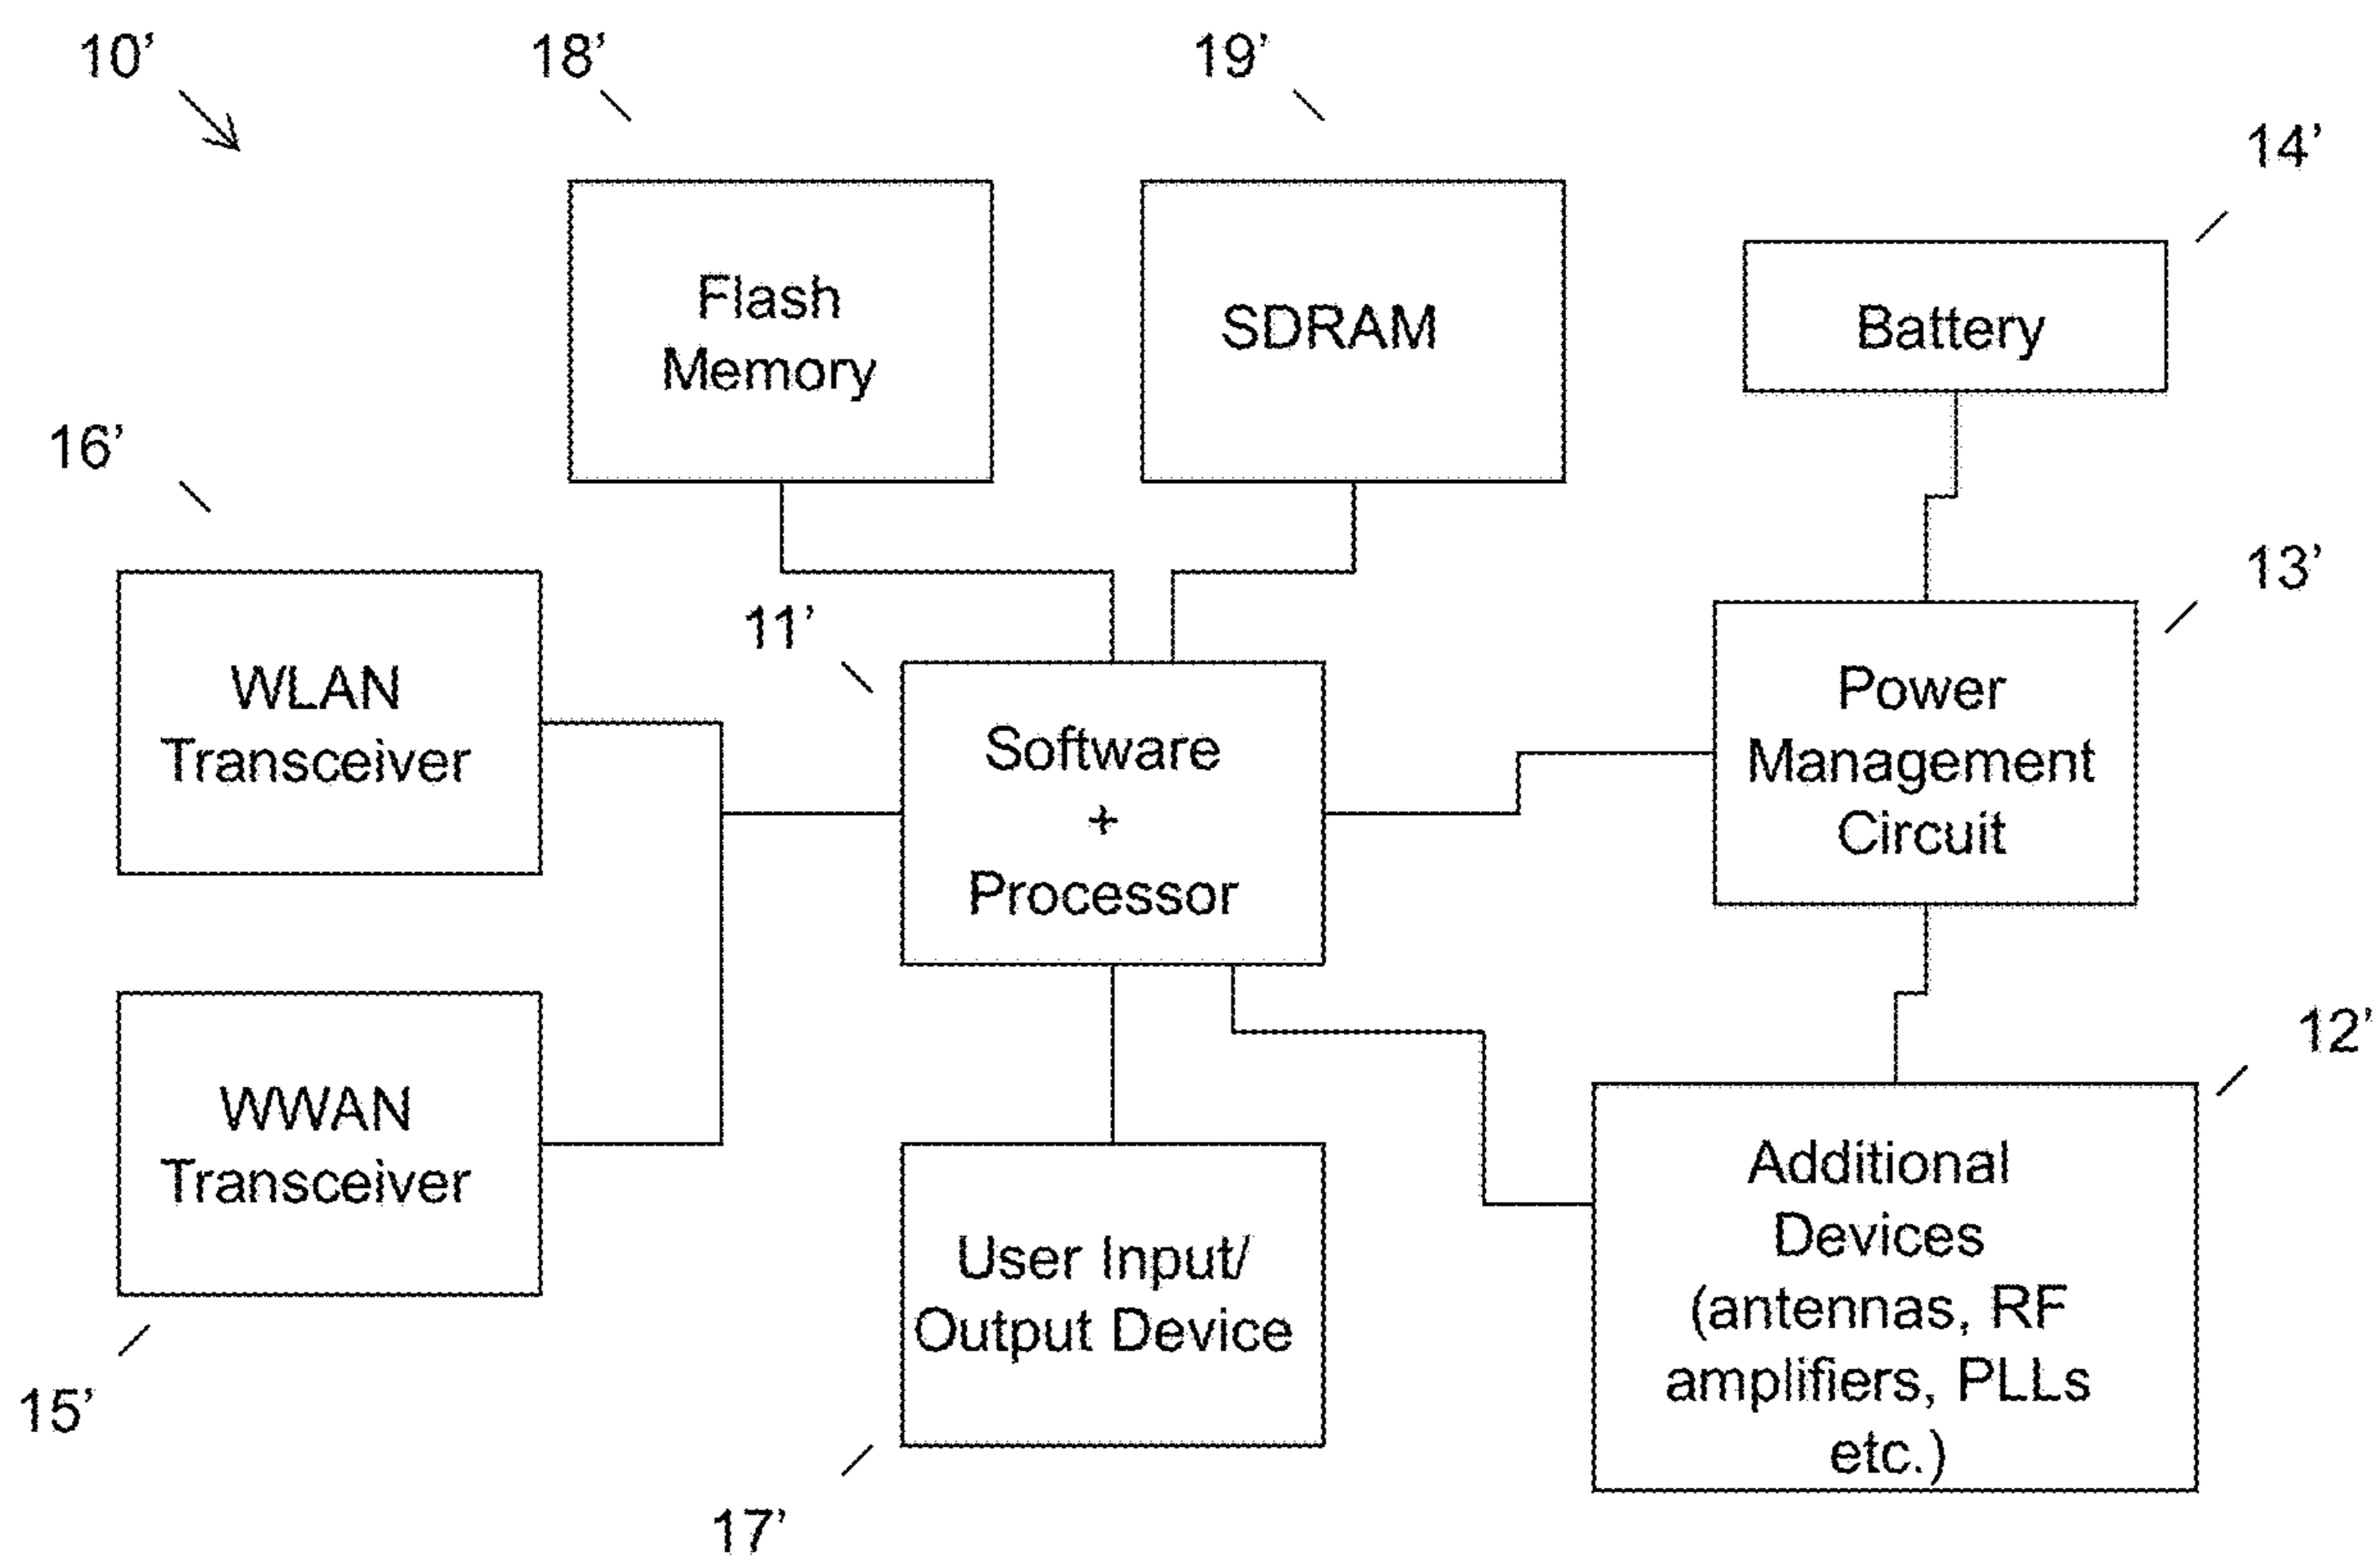 10’
18’
19’
14’
Flash
Memory
SDRAM
Battery
16’
13’
11’
WLAN
Transceiver
Software
+
Processor
Power
Management
Circuit
12’
WWAN
Transceiver
User Input/
Output Device
Additional
Devices
(antennas, RF
amplifiers, PLLs
etc.)
15’
17’